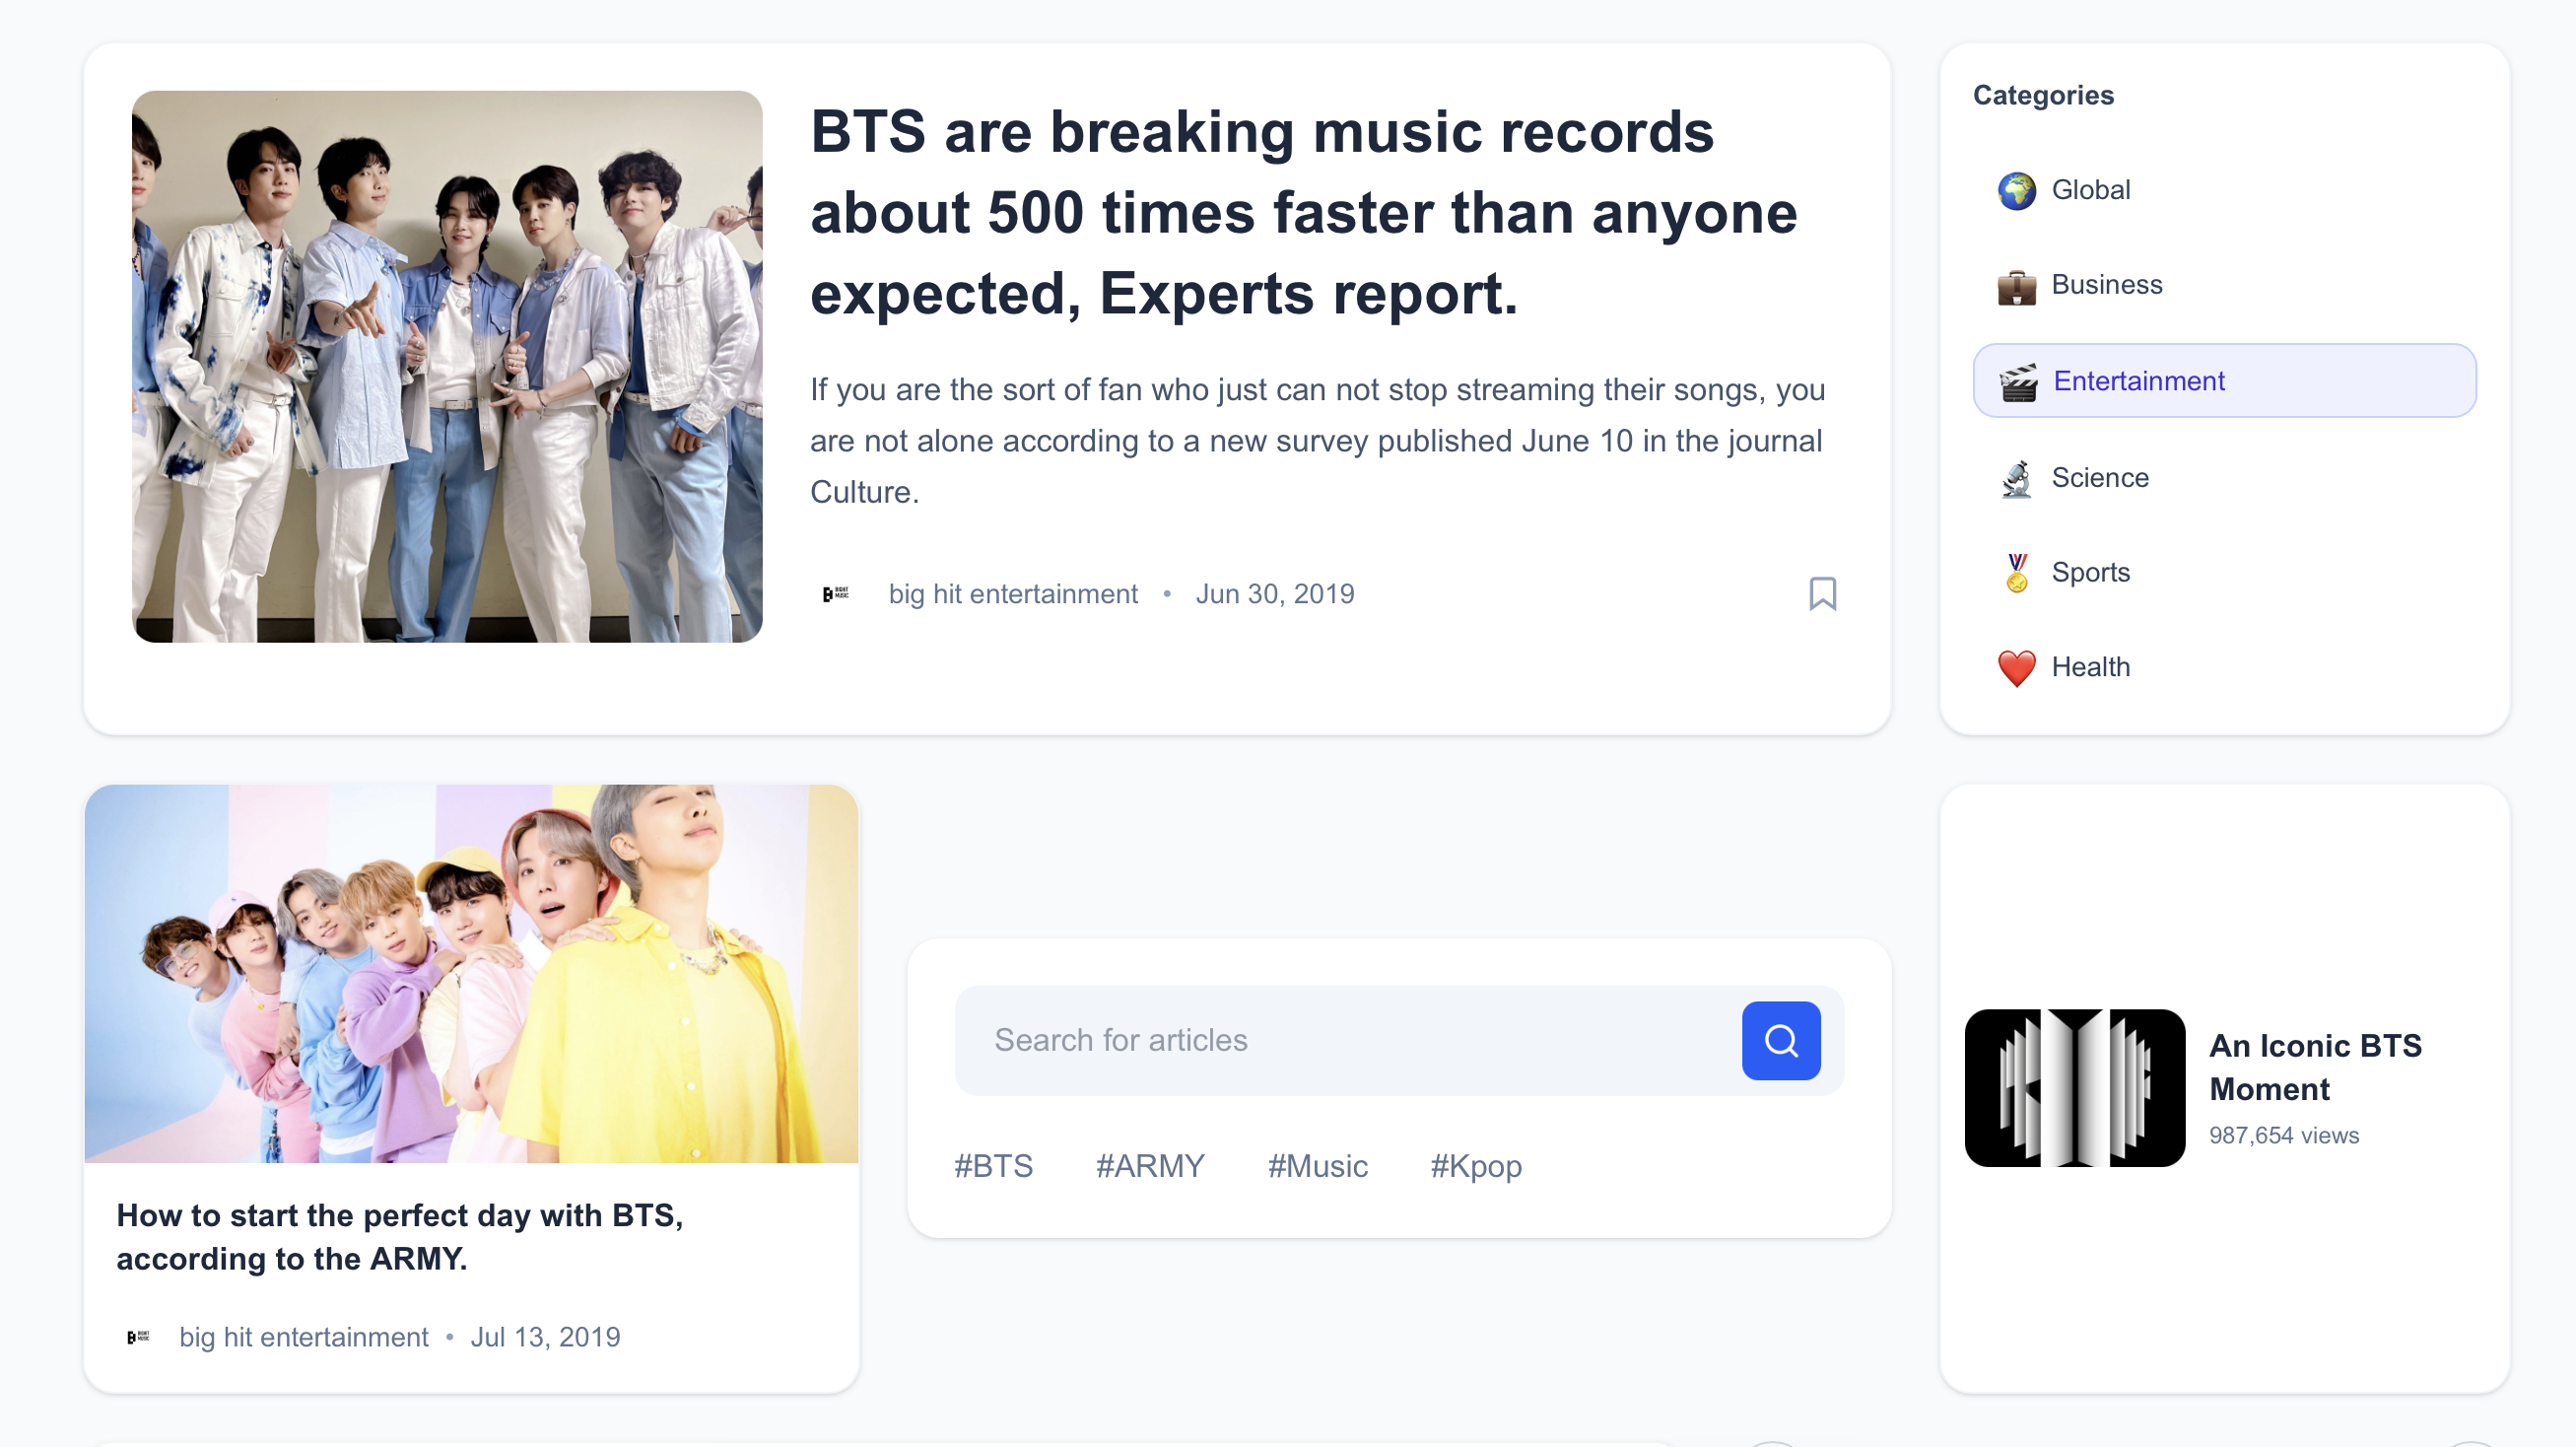 BTS are breaking music records
about 500 times faster than anyone
expected, Experts report.
If you are the sort of fan who just can not stop streaming their songs, you
are not alone according to a new survey published June 10 in the journal
Culture.
BIGHIT
MUSIC
big hit entertainment • Jun 30, 2019
Categories
Global
Business
Entertainment
Science
Sports
Health
How to start the perfect day with BTS,
according to the ARMY.
BIGHIT
MUSIC
big hit entertainment • Jul 13, 2019
Search for articles
#BTS #ARMY #Music #Kpop
An Iconic BTS
Moment
987,654 views